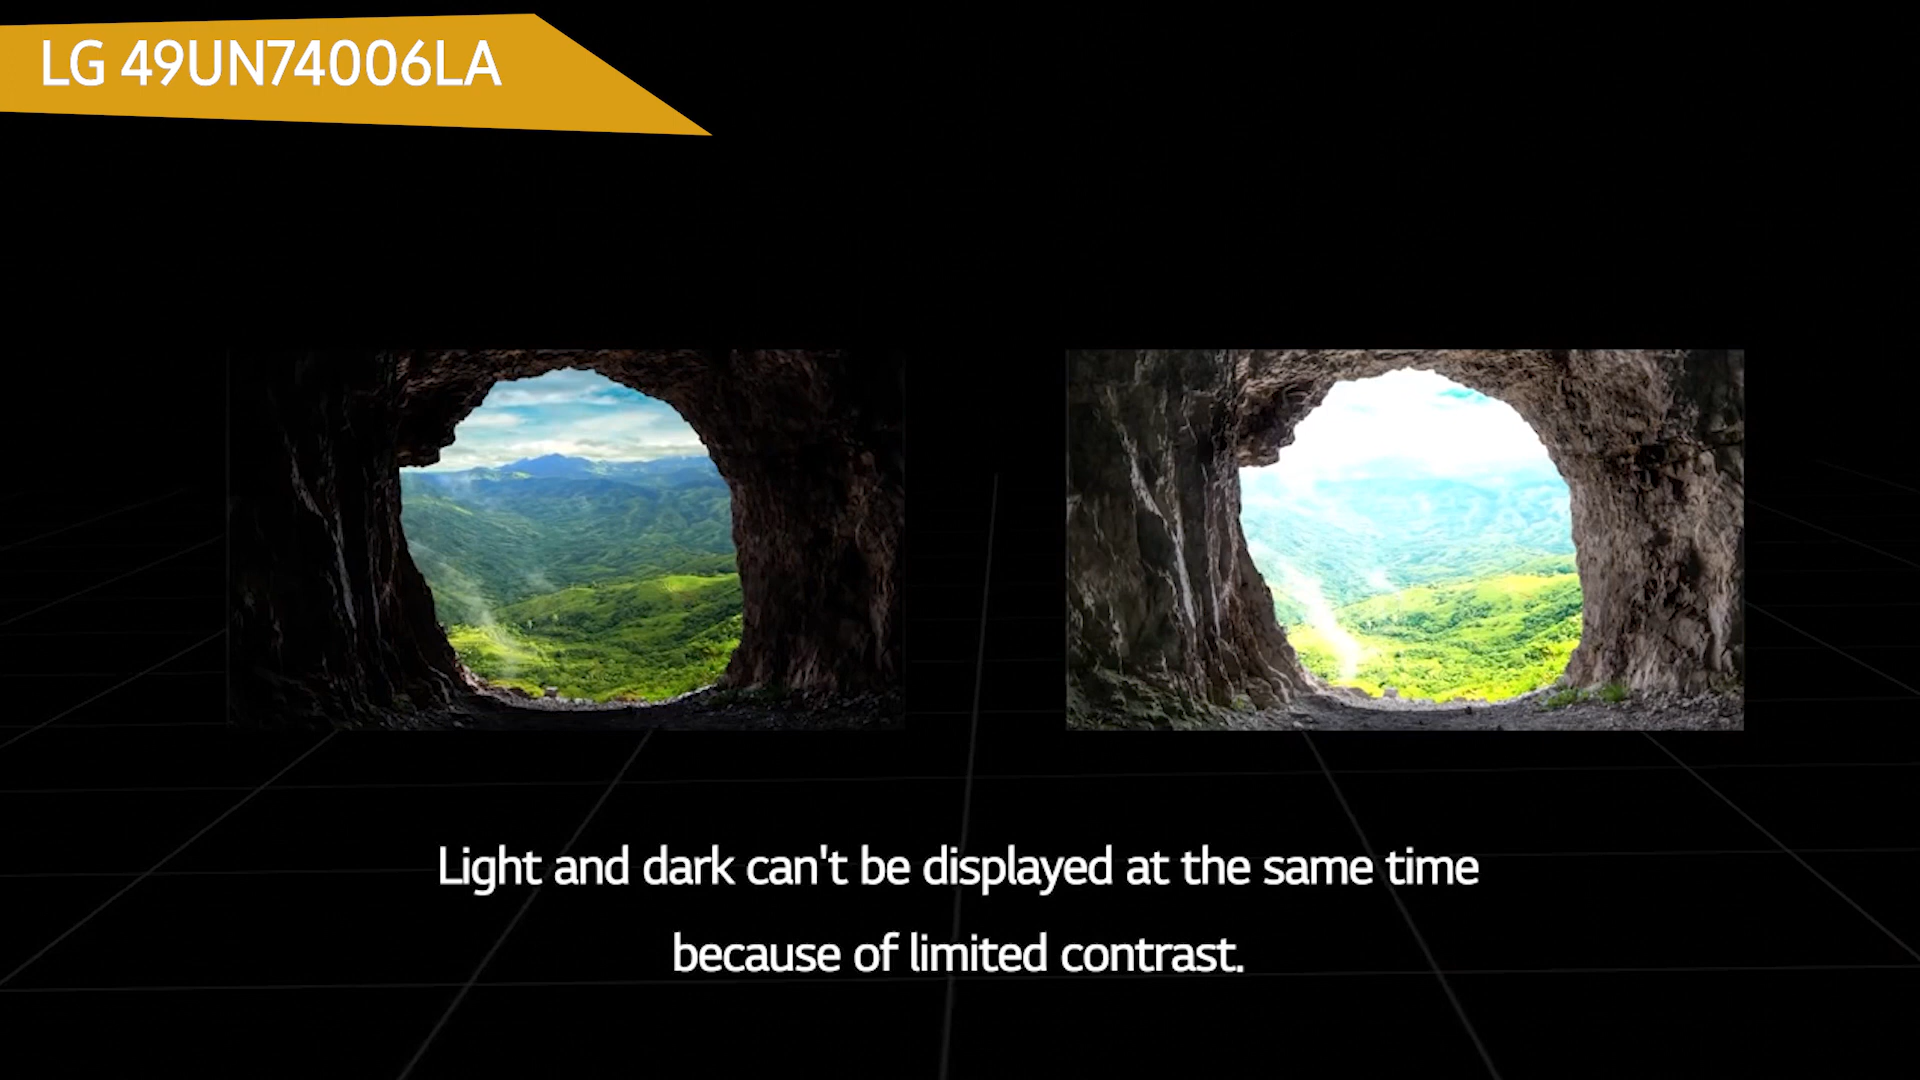 LG 49UN74006LA
Light and dark can't be displayed at the same time
because of limited contrast.